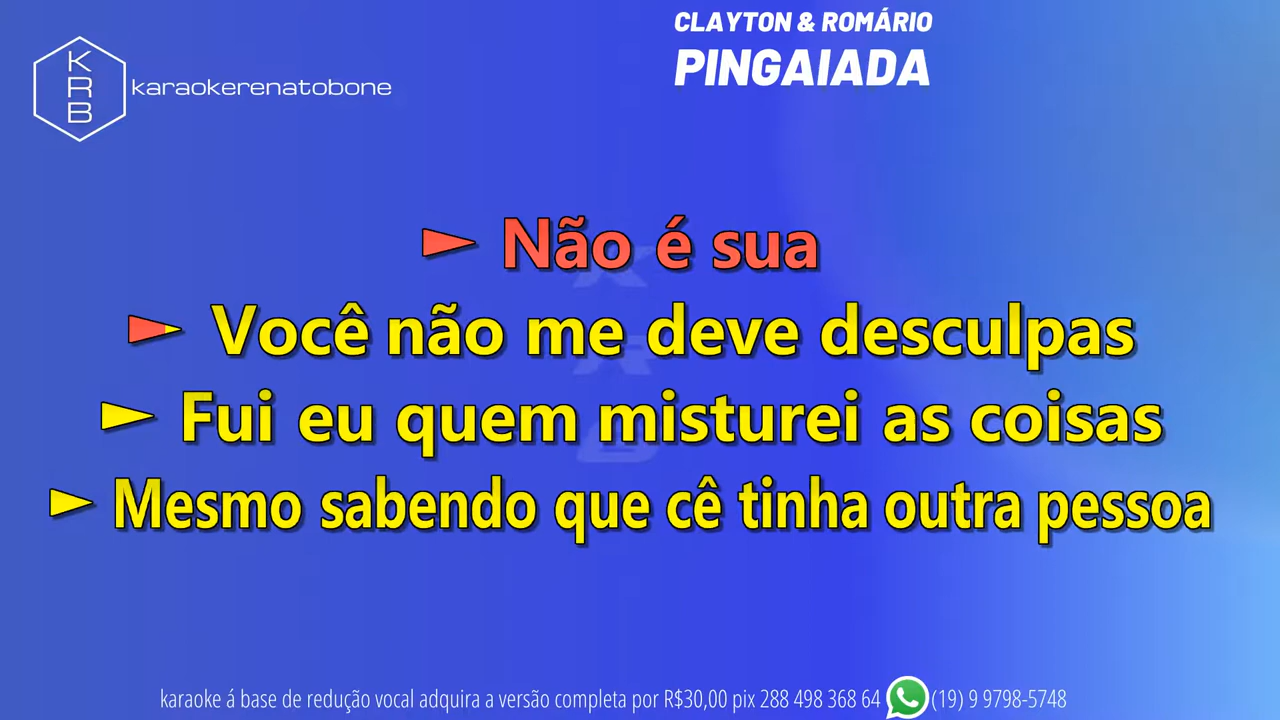 CLAYTON & ROMÁRIO
PINGAIADA
KRB
karaokerenatobone
Não é sua
Você não me deve desculpas
Fui eu quem misturei as coisas
Mesmo sabendo que cê tinha outra pessoa
KRB
karaoke á base de redução vocal adquira a versão completa por R$30,00 pix 288 498 368 64 (19) 9 9798-5748